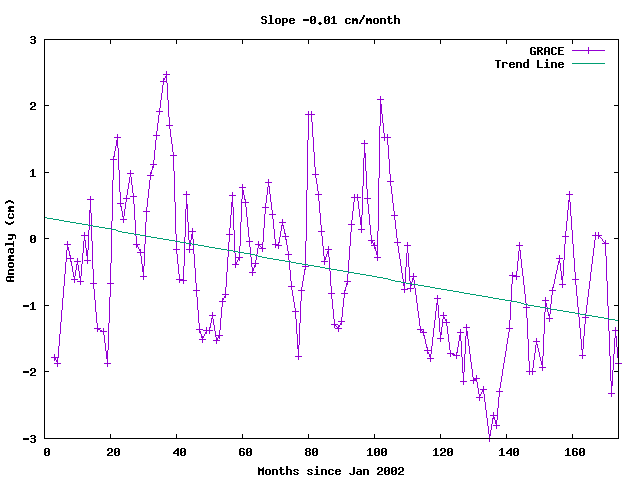 Slope -0.01 cm/month
GRACE
Trend Line
Anomaly (cm)
3
2
1
0
-1
-2
-3
0 20 40 60 80 100 120 140 160
Months since Jan 2002